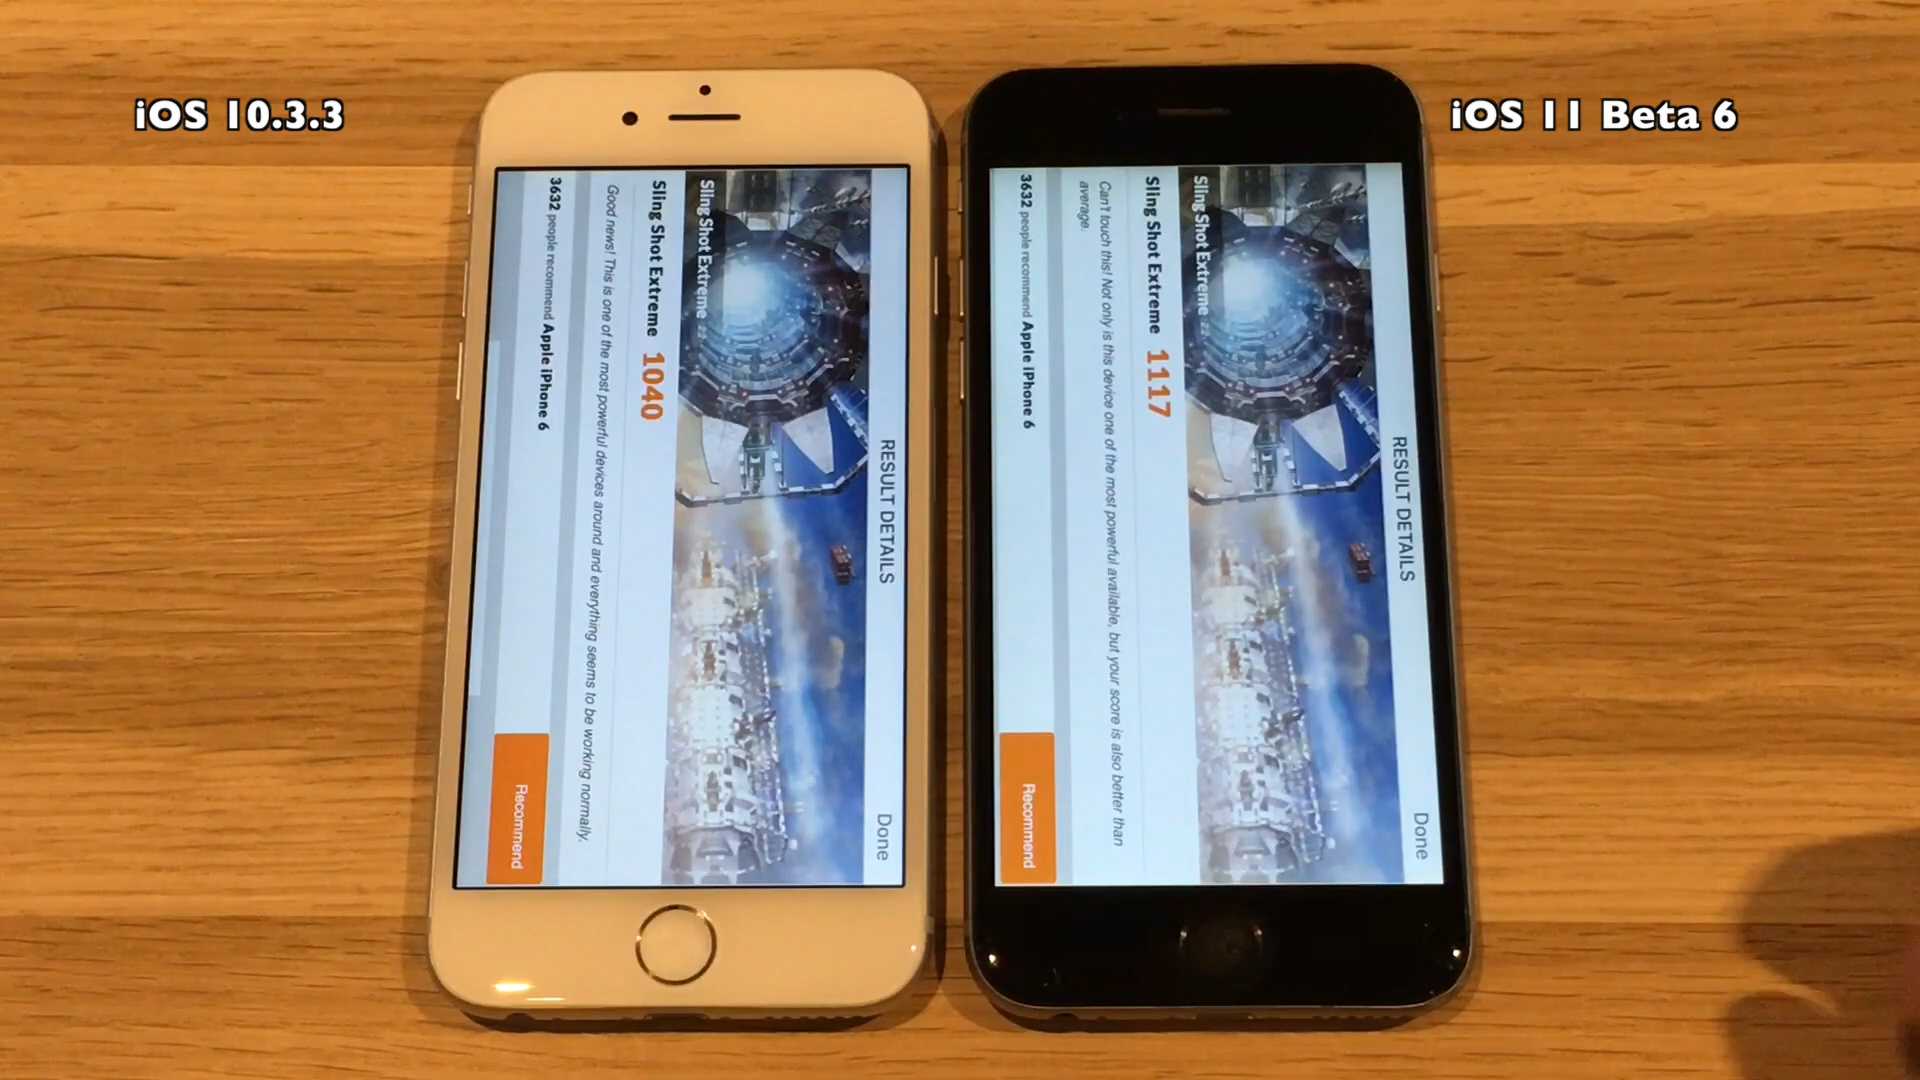 iOS 10.3.3
iOS 11 Beta 6
RESULT DETAILS
Done
Sling Shot Extreme
Sling Shot Extreme 1040
Good news! This is one of the most powerful devices around and everything seems to be working normally.
3632 people recommend Apple iPhone 6
Recommend
RESULT DETAILS
Done
Sling Shot Extreme
Sling Shot Extreme 1117
Can't touch this! Not only is this device one of the most powerful available, but your score is also better than
average.
3632 people recommend Apple iPhone 6
Recommend